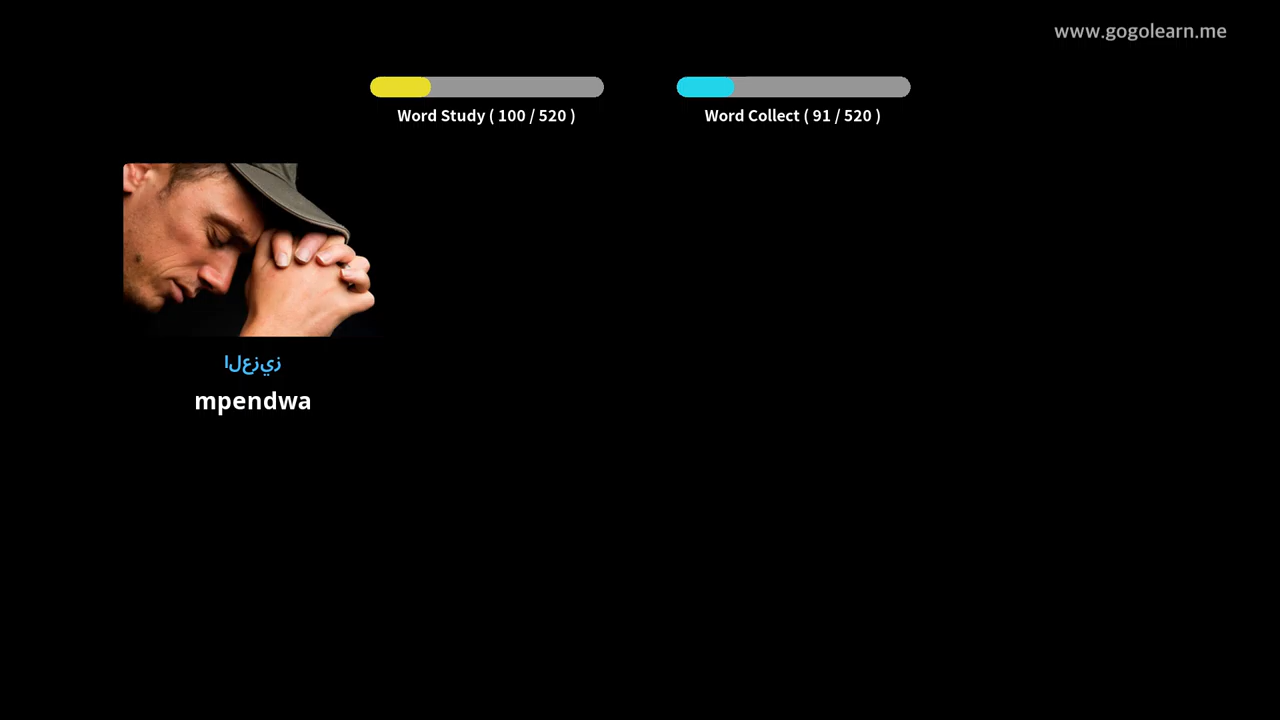 www.gogolearn.me
Word Study ( 100 / 520 )
Word Collect ( 91 / 520 )
العزيز
mpendwa